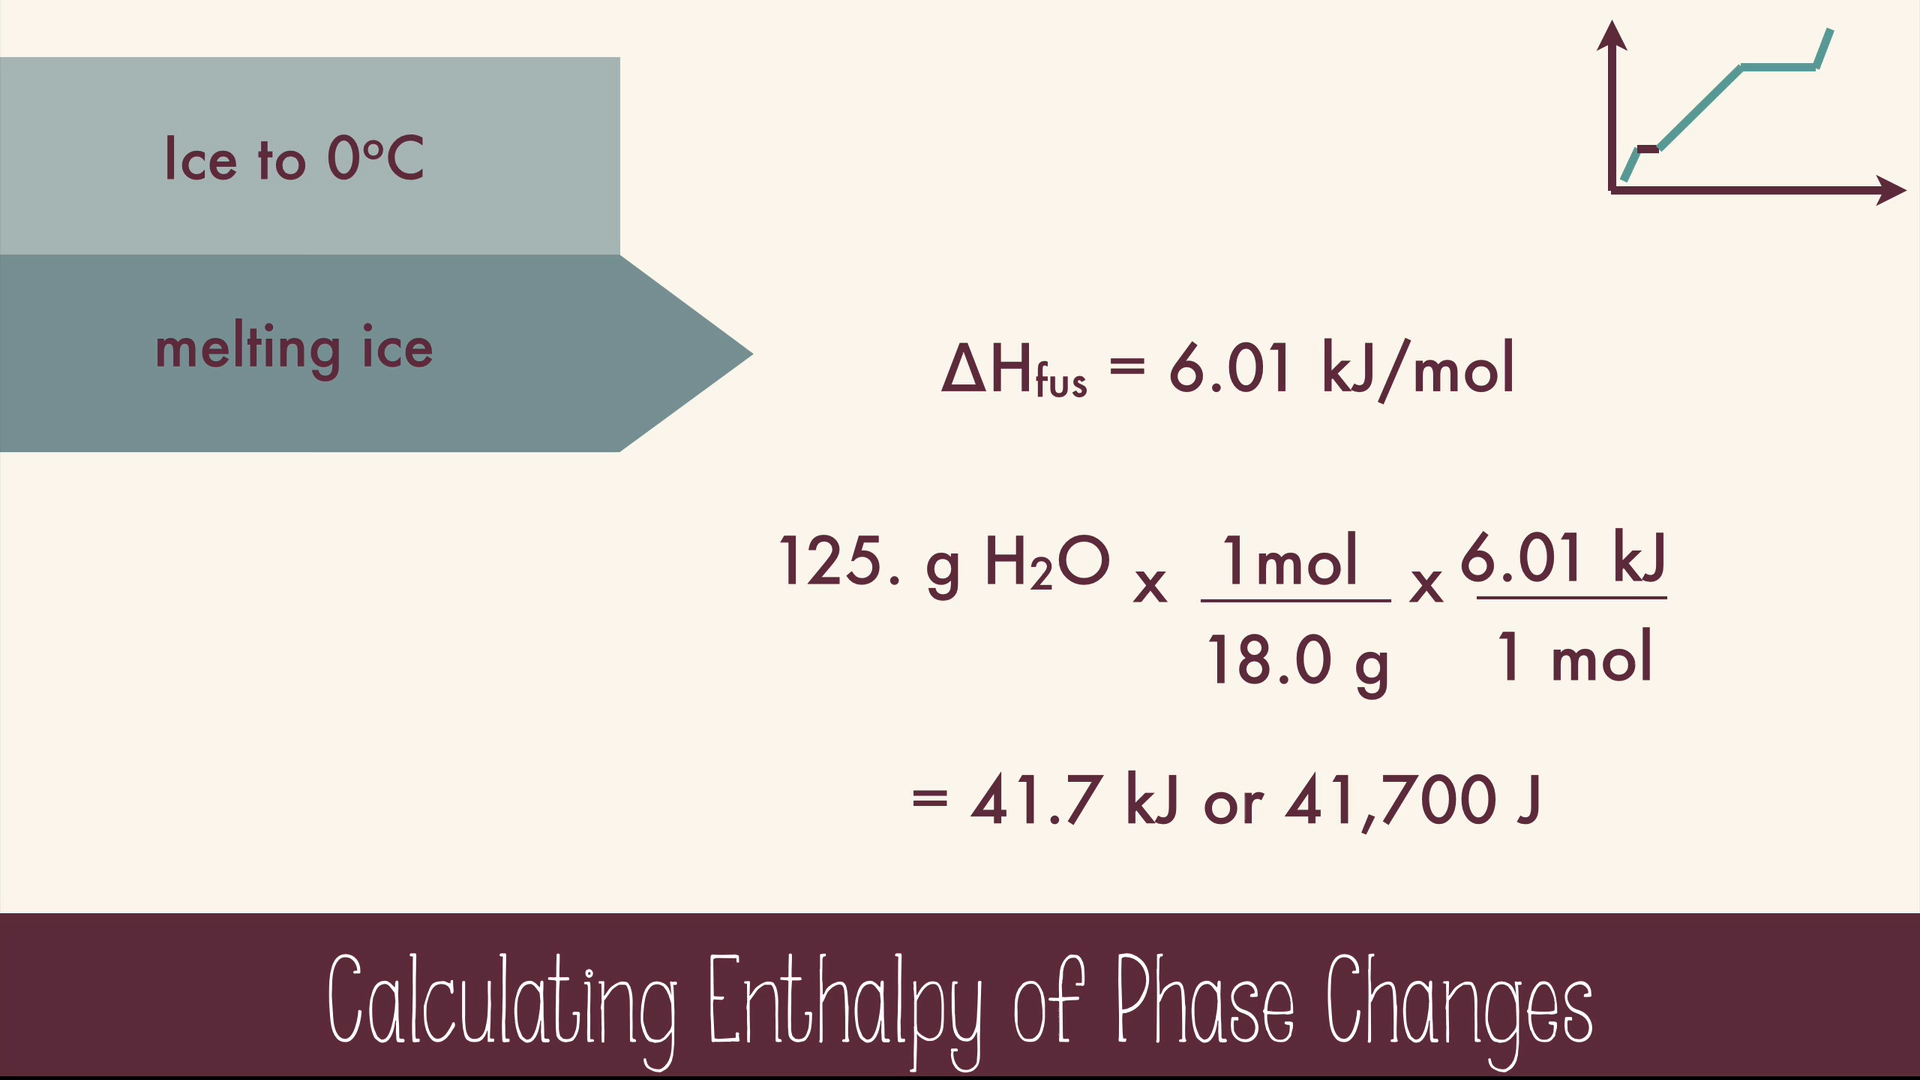 Ice to 0°C
melting ice
ΔHfus = 6.01 kJ/mol
125. g H₂O x 1mol x 6.01 kJ
18.0 g 1 mol
= 41.7 kJ or 41,700 J
Calculating Enthalpy of Phase Changes